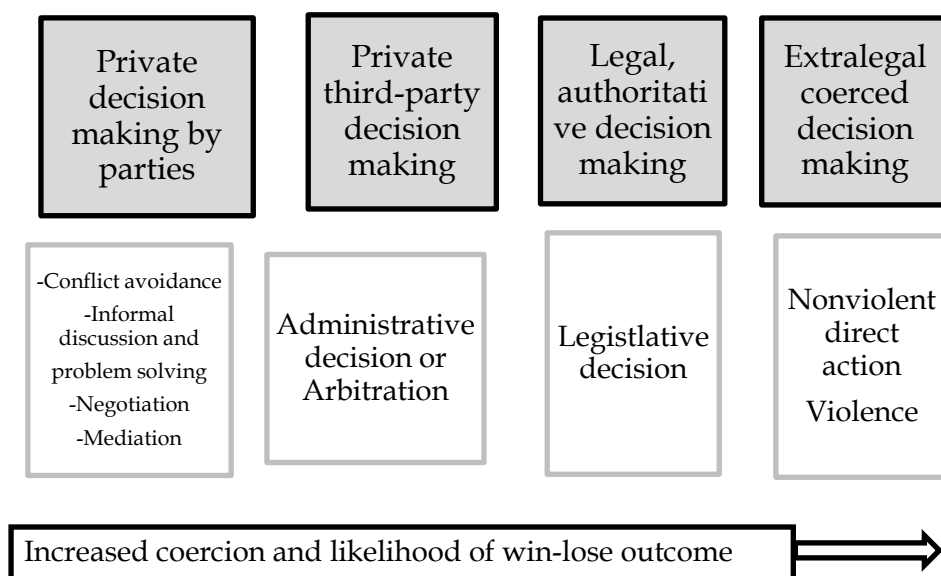 Private
decision
making by
parties
Private
third-party
decision
making
Legal,
authoritati
ve decision
making
Extralegal
coerced
decision
making
-Conflict avoidance
-Informal
discussion and
problem solving
-Negotiation
-Mediation
Administrative
decision or
Arbitration
Legistlative
decision
Nonviolent
direct
action
Violence
Increased coercion and likelihood of win-lose outcome